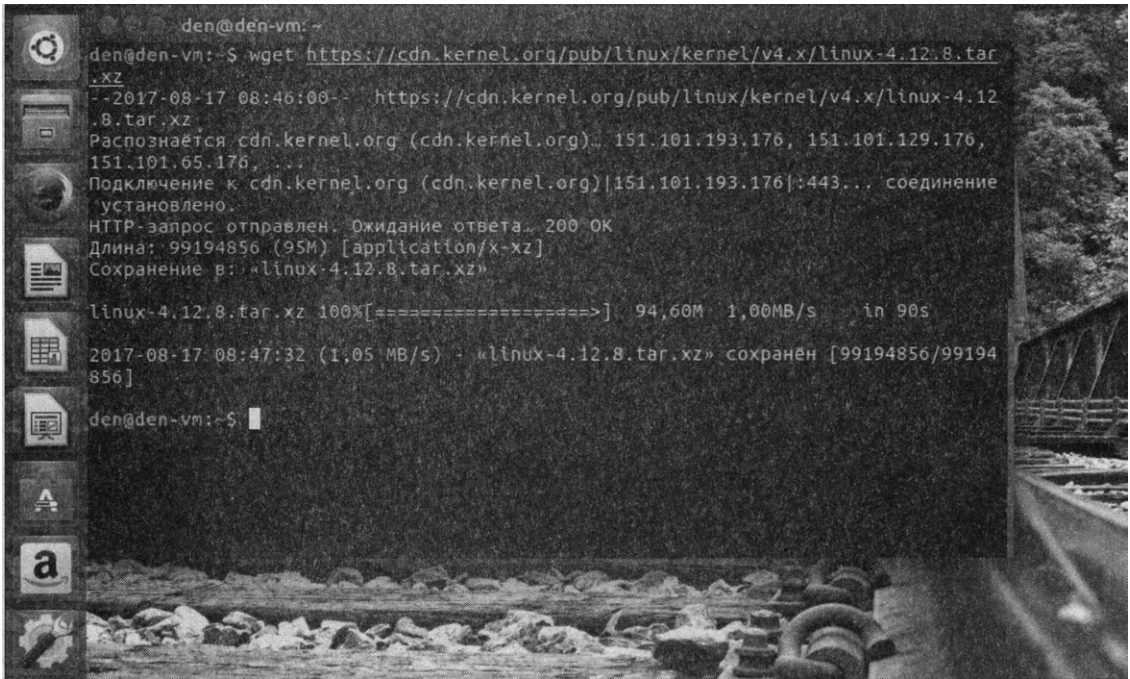 den@den-vm: ~
den@den-vm:~$ wget https://cdn.kernel.org/pub/linux/kernel/v4.x/linux-4.12.8.tar
.xz
--2017-08-17 08:46:00--  https://cdn.kernel.org/pub/linux/kernel/v4.x/linux-4.12
.8.tar.xz
Распознаётся cdn.kernel.org (cdn.kernel.org)… 151.101.193.176, 151.101.129.176,
151.101.65.176, ...
Подключение к cdn.kernel.org (cdn.kernel.org)|151.101.193.176|:443... соединение
установлено.
HTTP-запрос отправлен. Ожидание ответа… 200 OK
Длина: 99194856 (95M) [application/x-xz]
Сохранение в: «linux-4.12.8.tar.xz»
linux-4.12.8.tar.xz 100%[===================>]  94,60M  1,00MB/s    in 90s
2017-08-17 08:47:32 (1,05 MB/s) - «linux-4.12.8.tar.xz» сохранён [99194856/99194
856]
den@den-vm:~$
a